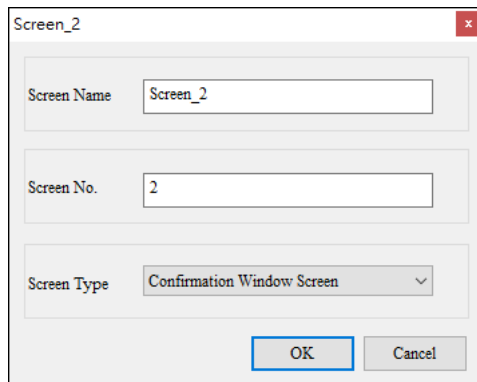 Screen_2
Screen Name Screen_2
Screen No. 2
Screen Type Confirmation Window Screen
OK Cancel